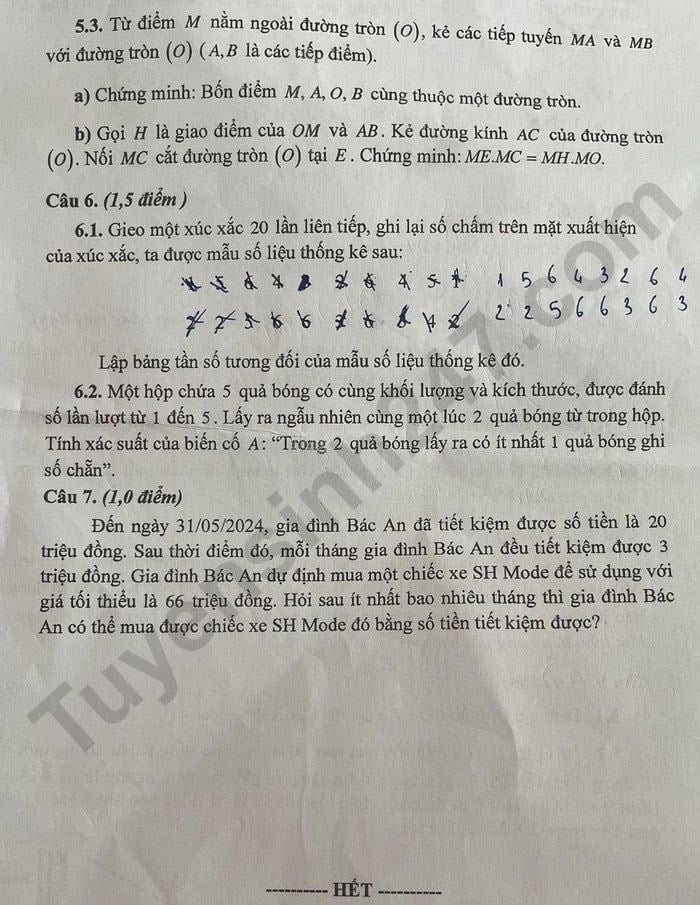 5.3. Từ điểm M nằm ngoài đường tròn (O), kẻ các tiếp tuyến MA và MB
với đường tròn (O) ( A,B là các tiếp điểm).
a) Chứng minh: Bốn điểm M, A, O, B cùng thuộc một đường tròn.
b) Gọi H là giao điểm của OM và AB. Kẻ đường kính AC của đường tròn
(O). Nối MC cắt đường tròn (O) tại E. Chứng minh: ME.MC = MH.MO.
Câu 6. (1,5 điểm )
6.1. Gieo một xúc xắc 20 lần liên tiếp, ghi lại số chấm trên mặt xuất hiện
của xúc xắc, ta được mẫu số liệu thống kê sau:
1 5 6 4 3 2 6 4
2 2 5 6 6 3 6 3
Lập bảng tần số tương đối của mẫu số liệu thống kê đó.
6.2. Một hộp chứa 5 quả bóng có cùng khối lượng và kích thước, được đánh
số lần lượt từ 1 đến 5. Lấy ra ngẫu nhiên cùng một lúc 2 quả bóng từ trong hộp.
Tính xác suất của biến cố A: “Trong 2 quả bóng lấy ra có ít nhất 1 quả bóng ghi
số chẵn”.
Câu 7. (1,0 điểm)
Đến ngày 31/05/2024, gia đình Bác An đã tiết kiệm được số tiền là 20
triệu đồng. Sau thời điểm đó, mỗi tháng gia đình Bác An đều tiết kiệm được 3
triệu đồng. Gia đình Bác An dự định mua một chiếc xe SH Mode để sử dụng với
giá tối thiểu là 66 triệu đồng. Hỏi sau ít nhất bao nhiêu tháng thì gia đình Bác
An có thể mua được chiếc xe SH Mode đó bằng số tiền tiết kiệm được?
Tuyensinh247.com
---------- HẾT ----------